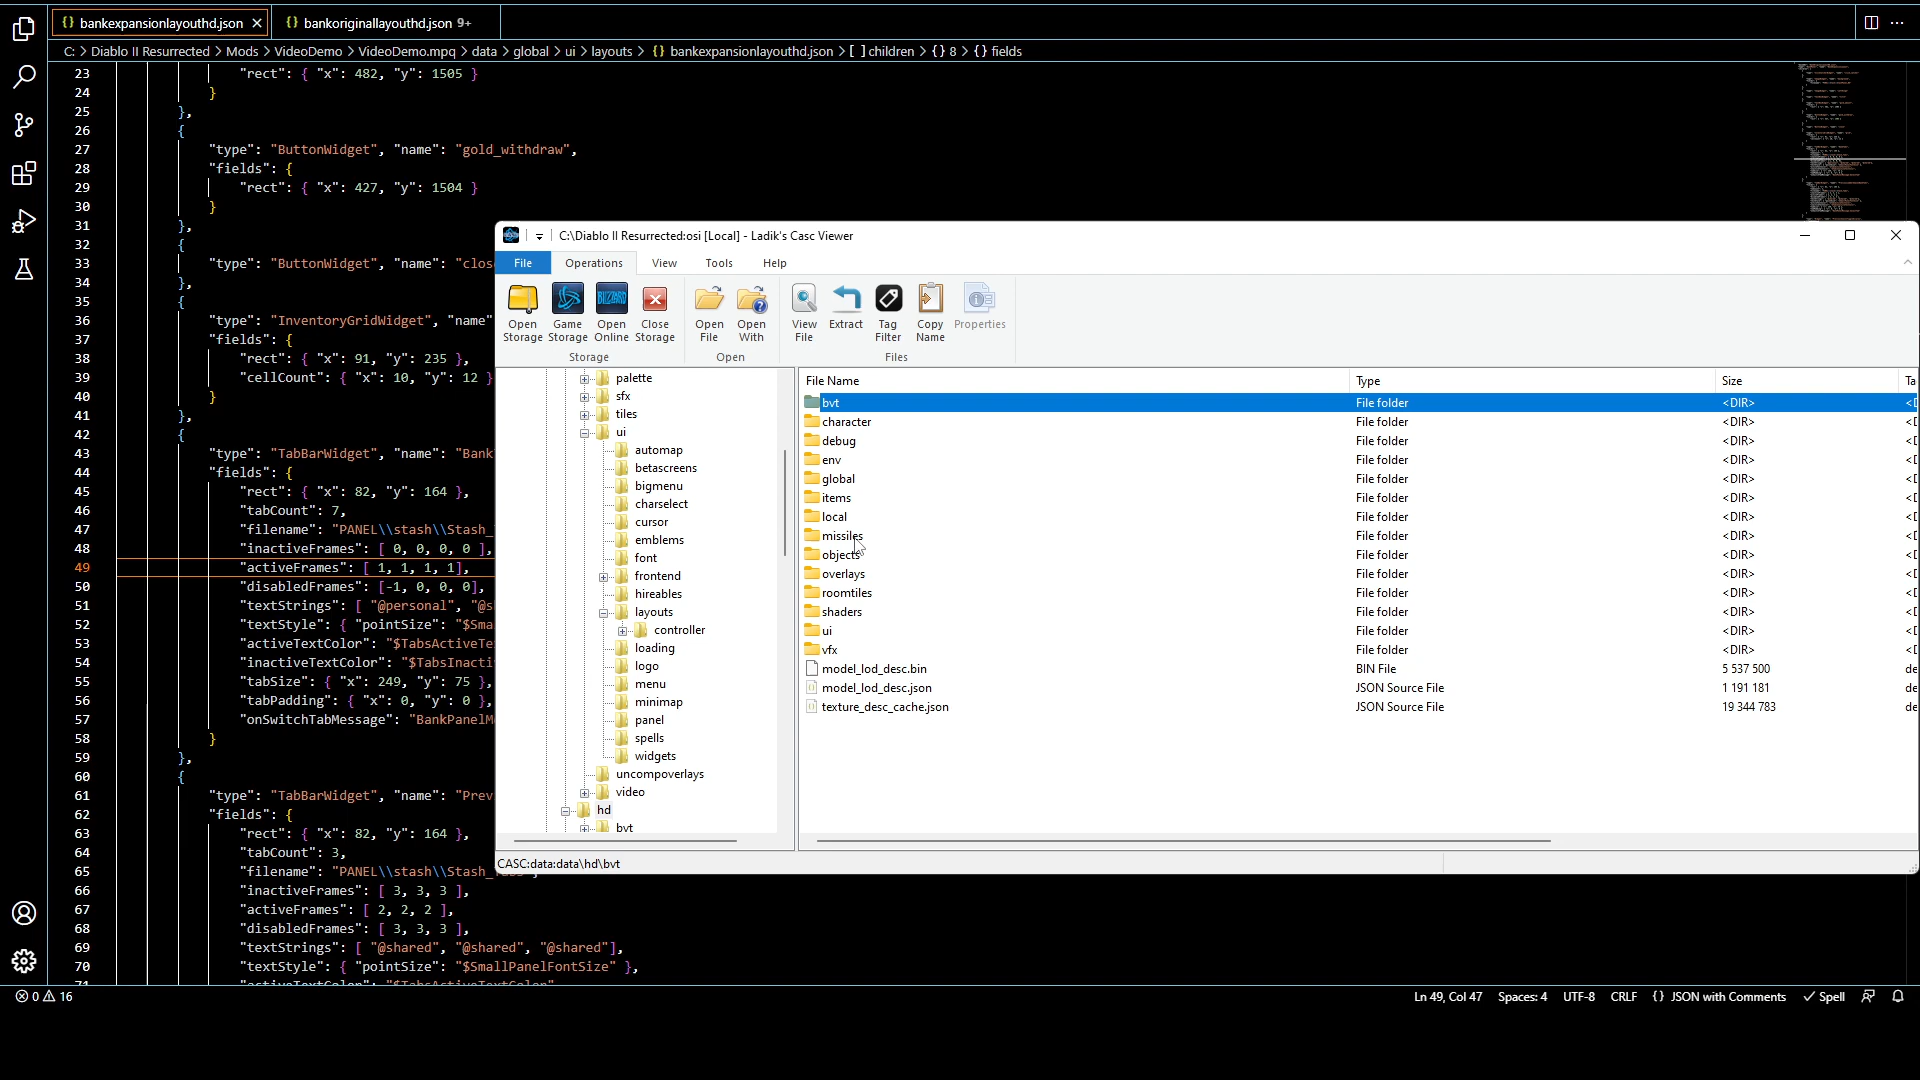 {} bankexpansionlayouthd.json
{} bankoriginallayouthd.json 9+
C: > Diablo II Resurrected > Mods > VideoDemo > VideoDemo.mpq > data > global > ui > layouts > {} bankexpansionlayouthd.json > [ ] children > {} 8 > {} fields
23 "rect": { "x": 482, "y": 1505 }
24 }
25 },
26 {
27 "type": "ButtonWidget", "name": "gold_withdraw",
28 "fields": {
29 "rect": { "x": 427, "y": 1504 }
30 }
31 },
32 {
33 "type": "ButtonWidget", "name": "clos
34 },
35 {
36 "type": "InventoryGridWidget", "name"
37 "fields": {
38 "rect": { "x": 91, "y": 235 },
39 "cellCount": { "x": 10, "y": 12 }
40 }
41 },
42 {
43 "type": "TabBarWidget", "name": "Bank
44 "fields": {
45 "rect": { "x": 82, "y": 164 },
46 "tabCount": 7,
47 "filename": "PANEL\\stash\\Stash_
48 "inactiveFrames": [ 0, 0, 0, 0 ],
49 "activeFrames": [ 1, 1, 1, 1],
50 "disabledFrames": [-1, 0, 0, 0],
51 "textStrings": [ "@personal", "@s
52 "textStyle": { "pointSize": "$Sma
53 "activeTextColor": "$TabsActiveTe
54 "inactiveTextColor": "$TabsInacti
55 "tabSize": { "x": 249, "y": 75 },
56 "tabPadding": { "x": 0, "y": 0 },
57 "onSwitchTabMessage": "BankPanelM
58 }
59 },
60 {
61 "type": "TabBarWidget", "name": "Prev
62 "fields": {
63 "rect": { "x": 82, "y": 164 },
64 "tabCount": 3,
65 "filename": "PANEL\\stash\\Stash_
66 "inactiveFrames": [ 3, 3, 3 ],
67 "activeFrames": [ 2, 2, 2 ],
68 "disabledFrames": [ 3, 3, 3 ],
69 "textStrings": [ "@shared", "@shared", "@shared"],
70 "textStyle": { "pointSize": "$SmallPanelFontSize" },
C:\Diablo II Resurrected:osi [Local] - Ladik's Casc Viewer
File Operations View Tools Help
Open Storage
Game Storage
Open Online
Close Storage
Open File
Open With
View File
Extract
Tag Filter
Copy Name
Properties
Storage
Open
Files
palette
sfx
tiles
ui
automap
betascreens
bigmenu
charselect
cursor
emblems
font
frontend
hireables
layouts
controller
loading
logo
menu
minimap
panel
spells
widgets
uncompoverlays
video
hd
bvt
File Name Type Size Ta
bvt File folder <DIR> <D
character File folder <DIR> <D
debug File folder <DIR> <D
env File folder <DIR> <D
global File folder <DIR> <D
items File folder <DIR> <D
local File folder <DIR> <D
missiles File folder <DIR> <D
objects File folder <DIR> <D
overlays File folder <DIR> <D
roomtiles File folder <DIR> <D
shaders File folder <DIR> <D
ui File folder <DIR> <D
vfx File folder <DIR> <D
model_lod_desc.bin BIN File 5 537 500 de
model_lod_desc.json JSON Source File 1 191 181 de
texture_desc_cache.json JSON Source File 19 344 783 de
CASC:data:data\hd\bvt
0 16
Ln 49, Col 47 Spaces: 4 UTF-8 CRLF {} JSON with Comments Spell